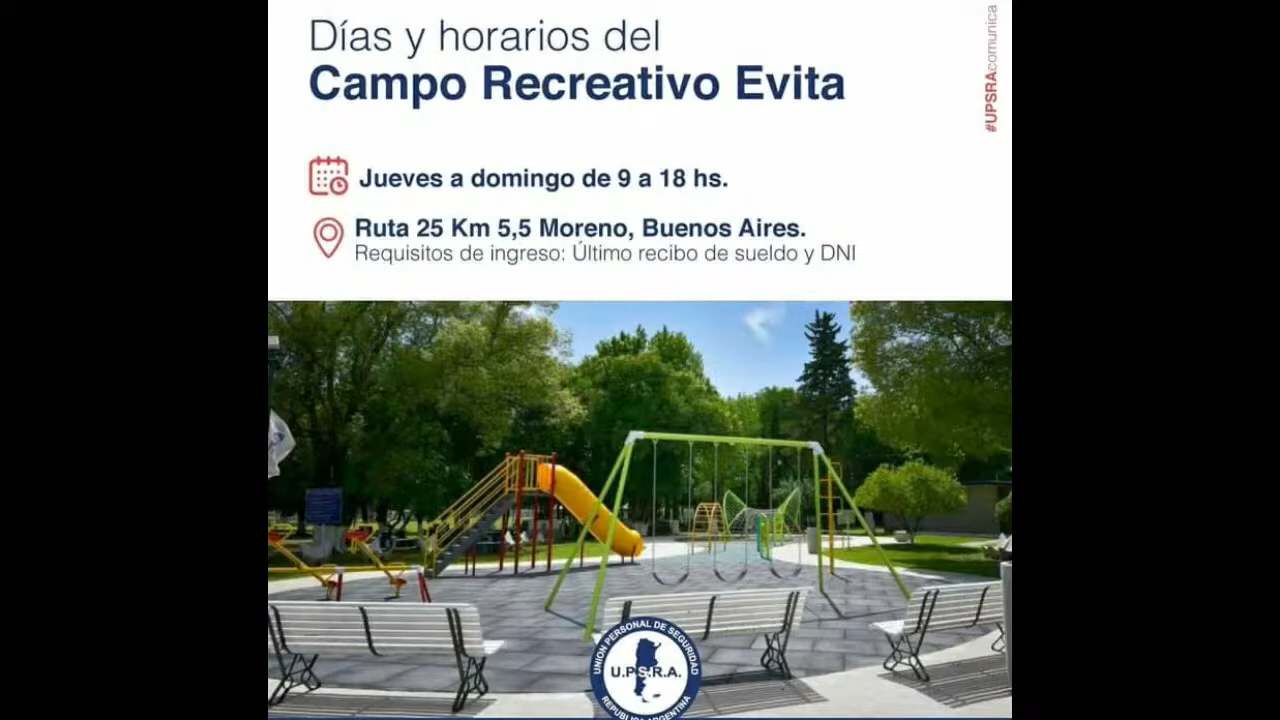 Días y horarios del
Campo Recreativo Evita
#UPSRAcomunica
Jueves a domingo de 9 a 18 hs.
Ruta 25 Km 5,5 Moreno, Buenos Aires.
Requisitos de ingreso: Último recibo de sueldo y DNI
UNION PERSONAL DE SEGURIDAD
U.P.S.R.A.
REPUBLICA ARGENTINA